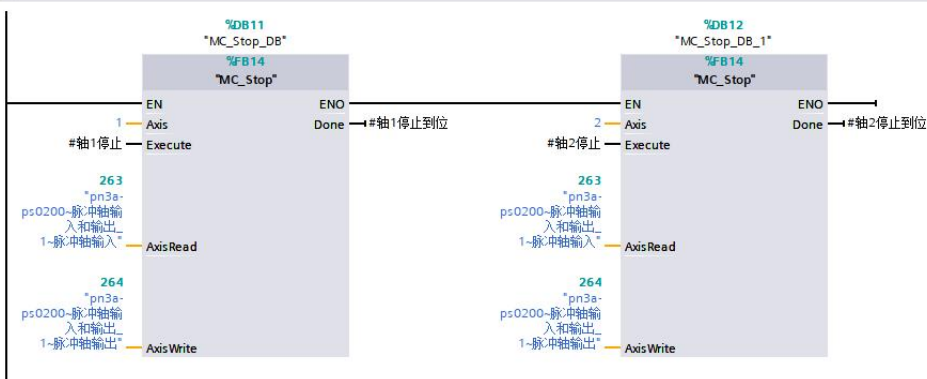 %DB11
"MC_Stop_DB"
%FB14
"MC_Stop"
EN
ENO
1
Axis
Done
#轴1停止到位
#轴1停止
Execute
263
"pn3a-
ps0200~脉冲轴输
入和输出_
1~脉冲轴输入"
AxisRead
264
"pn3a-
ps0200~脉冲轴输
入和输出_
1~脉冲轴输出"
AxisWrite
%DB12
"MC_Stop_DB_1"
%FB14
"MC_Stop"
EN
ENO
2
Axis
Done
#轴2停止到位
#轴2停止
Execute
263
"pn3a-
ps0200~脉冲轴输
入和输出_
1~脉冲轴输入"
AxisRead
264
"pn3a-
ps0200~脉冲轴输
入和输出_
1~脉冲轴输出"
AxisWrite